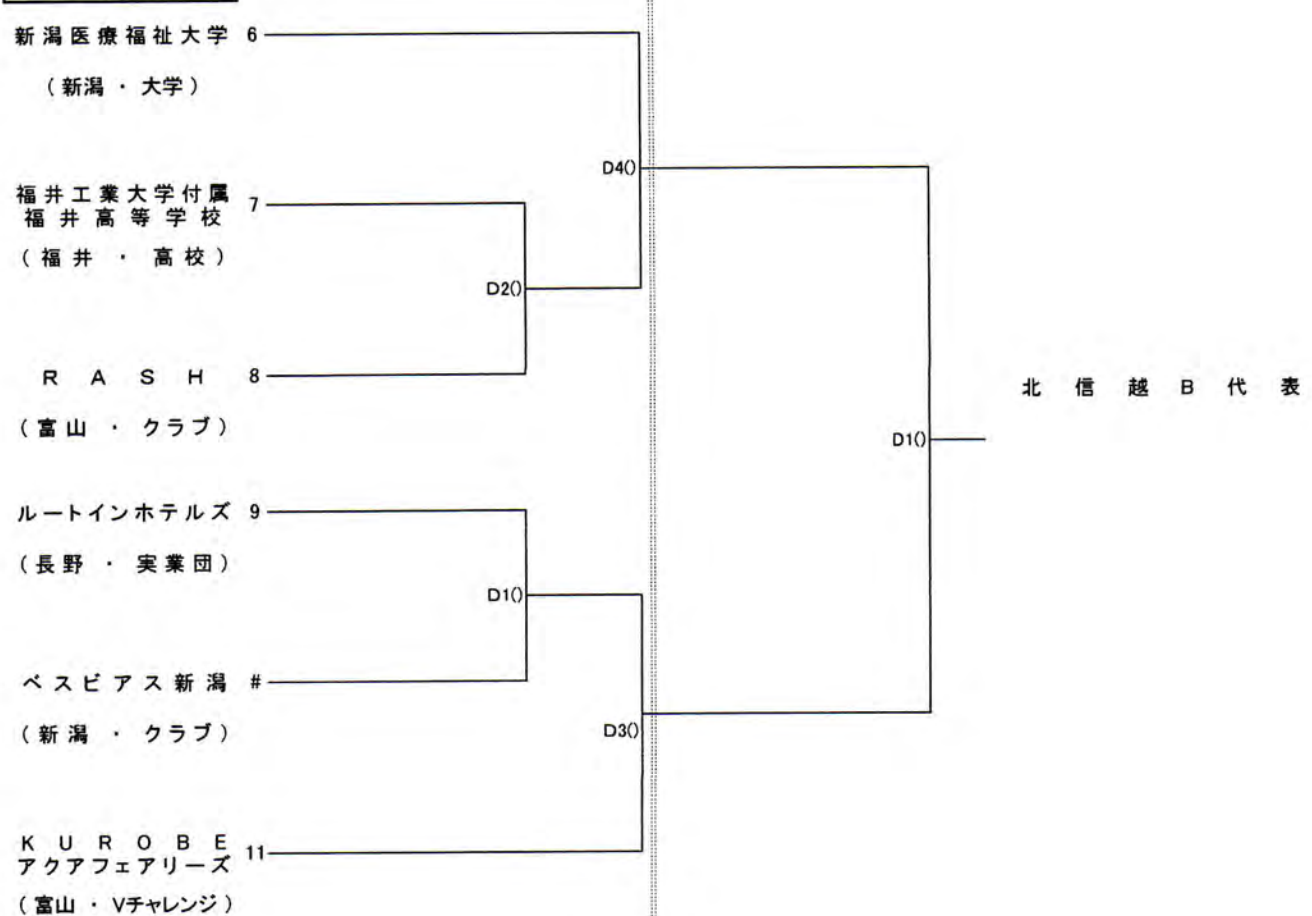 新潟医療福祉大学 6
（新潟 ・ 大学）
D4()
福井工業大学付属
福井高等学校 7
（福井 ・ 高校）
D2()
RASH 8
（富山 ・ クラブ）
北信越B代表
D1()
ルートインホテルズ 9
（長野 ・ 実業団）
D1()
ベスビアス新潟 #
（新潟 ・ クラブ）
D3()
KUROBE
アクアフェアリーズ 11
（富山 ・ Vチャレンジ）